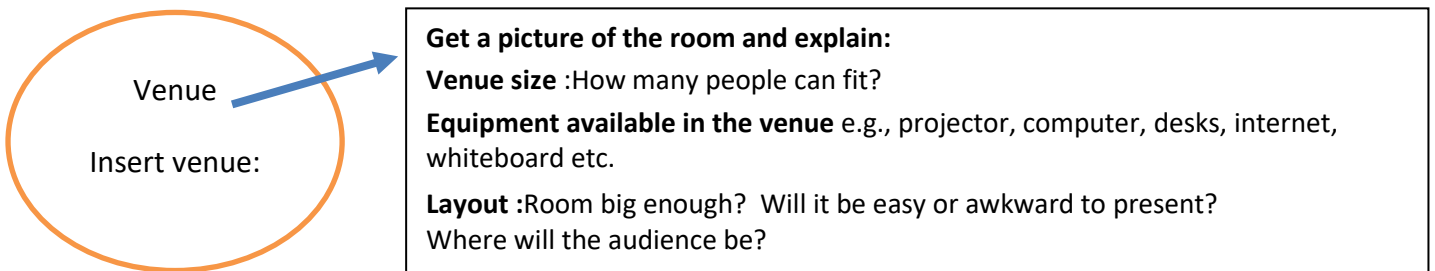 Venue
Insert venue:
Get a picture of the room and explain:
Venue size :How many people can fit?
Equipment available in the venue e.g., projector, computer, desks, internet,
whiteboard etc.
Layout :Room big enough?  Will it be easy or awkward to present?
Where will the audience be?